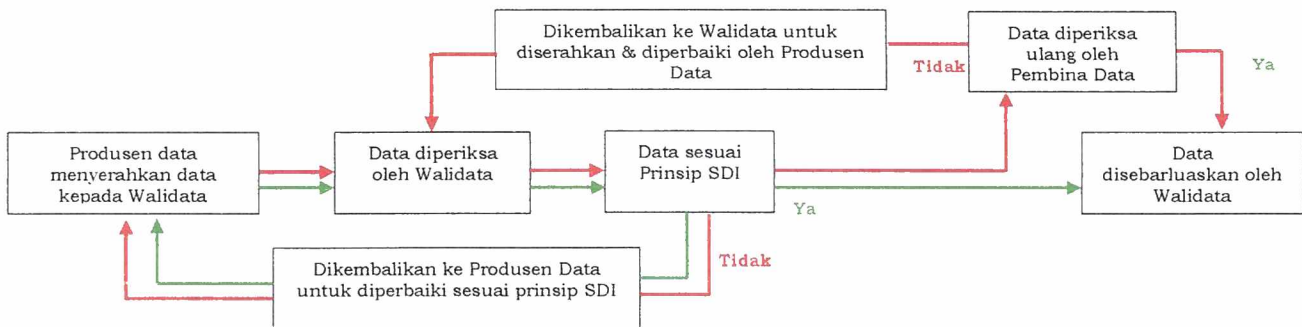 Dikembalikan ke Walidata untuk
diserahkan & diperbaiki oleh Produsen
Data
Data diperiksa
ulang oleh
Pembina Data
Tidak
Ya
Produsen data
menyerahkan data
kepada Walidata
Data diperiksa
oleh Walidata
Data sesuai
Prinsip SDI
Data
disebarluaskan oleh
Walidata
Ya
Tidak
Dikembalikan ke Produsen Data
untuk diperbaiki sesuai prinsip SDI